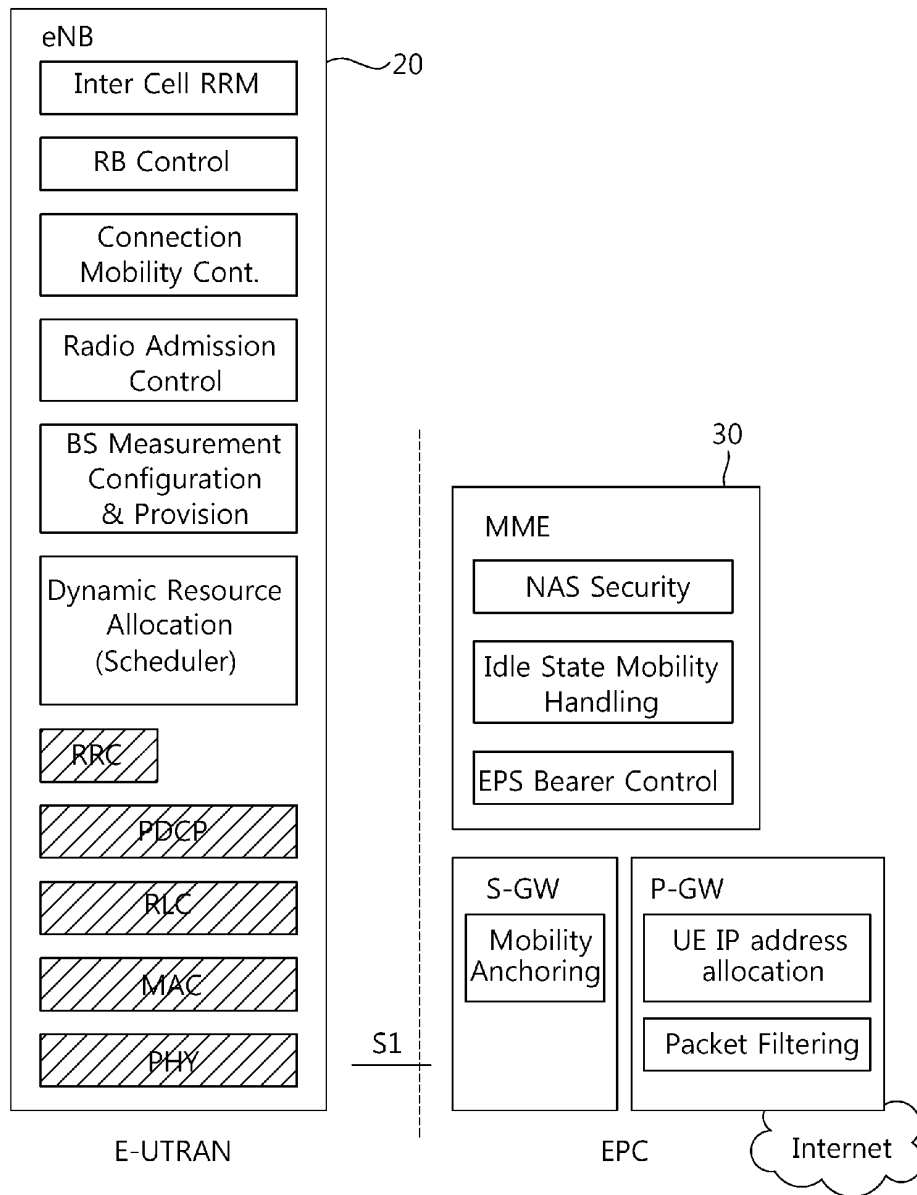 eNB
20
Inter Cell RRM
RB Control
Connection
Mobility Cont.
Radio Admission
Control
BS Measurement
Configuration
& Provision
Dynamic Resource
Allocation
(Scheduler)
RRC
PDCP
RLC
MAC
PHY
S1
E-UTRAN
30
MME
NAS Security
Idle State Mobility
Handling
EPS Bearer Control
S-GW
Mobility
Anchoring
P-GW
UE IP address
allocation
Packet Filtering
EPC
Internet